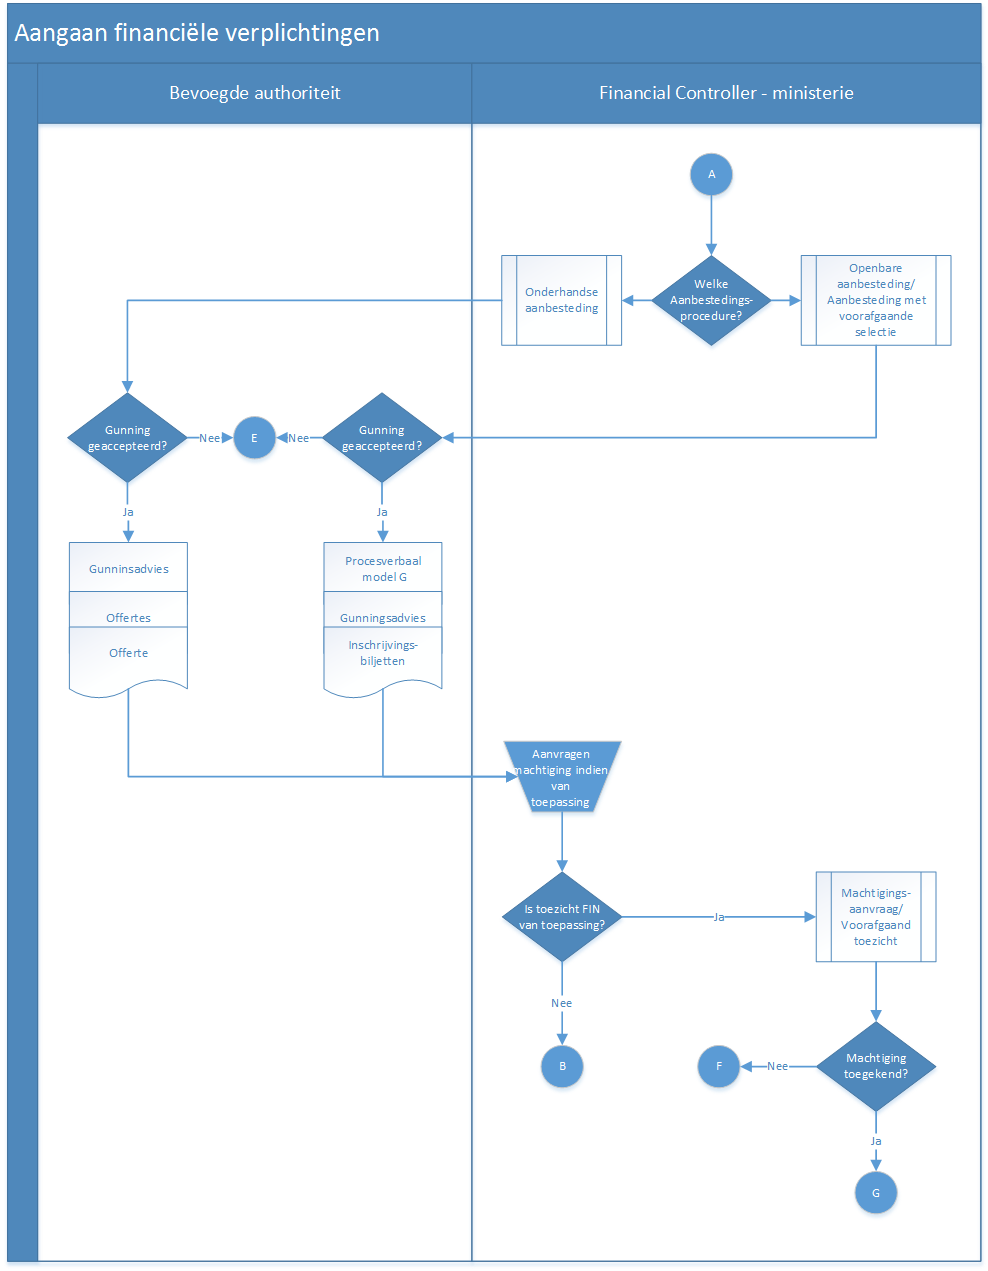 Aangaan financiële verplichtingen
Bevoegde authoriteit
Financial Controller - ministerie
A
Welke
Aanbestedings-
procedure?
Onderhandse
aanbesteding
Openbare
aanbesteding/
Aanbesteding met
voorafgaande
selectie
Gunning
geaccepteerd?
Nee
E
Nee
Gunning
geaccepteerd?
Ja
Ja
Gunninsadvies
Offertes
Offerte
Procesverbaal
model G
Gunningsadvies
Inschrijvings-
biljetten
Aanvragen
machtiging indien
van
toepassing
Is toezicht FIN
van toepassing?
Ja
Machtigings-
aanvraag/
Voorafgaand
toezicht
Nee
B
F
Nee
Machtiging
toegekend?
Ja
G